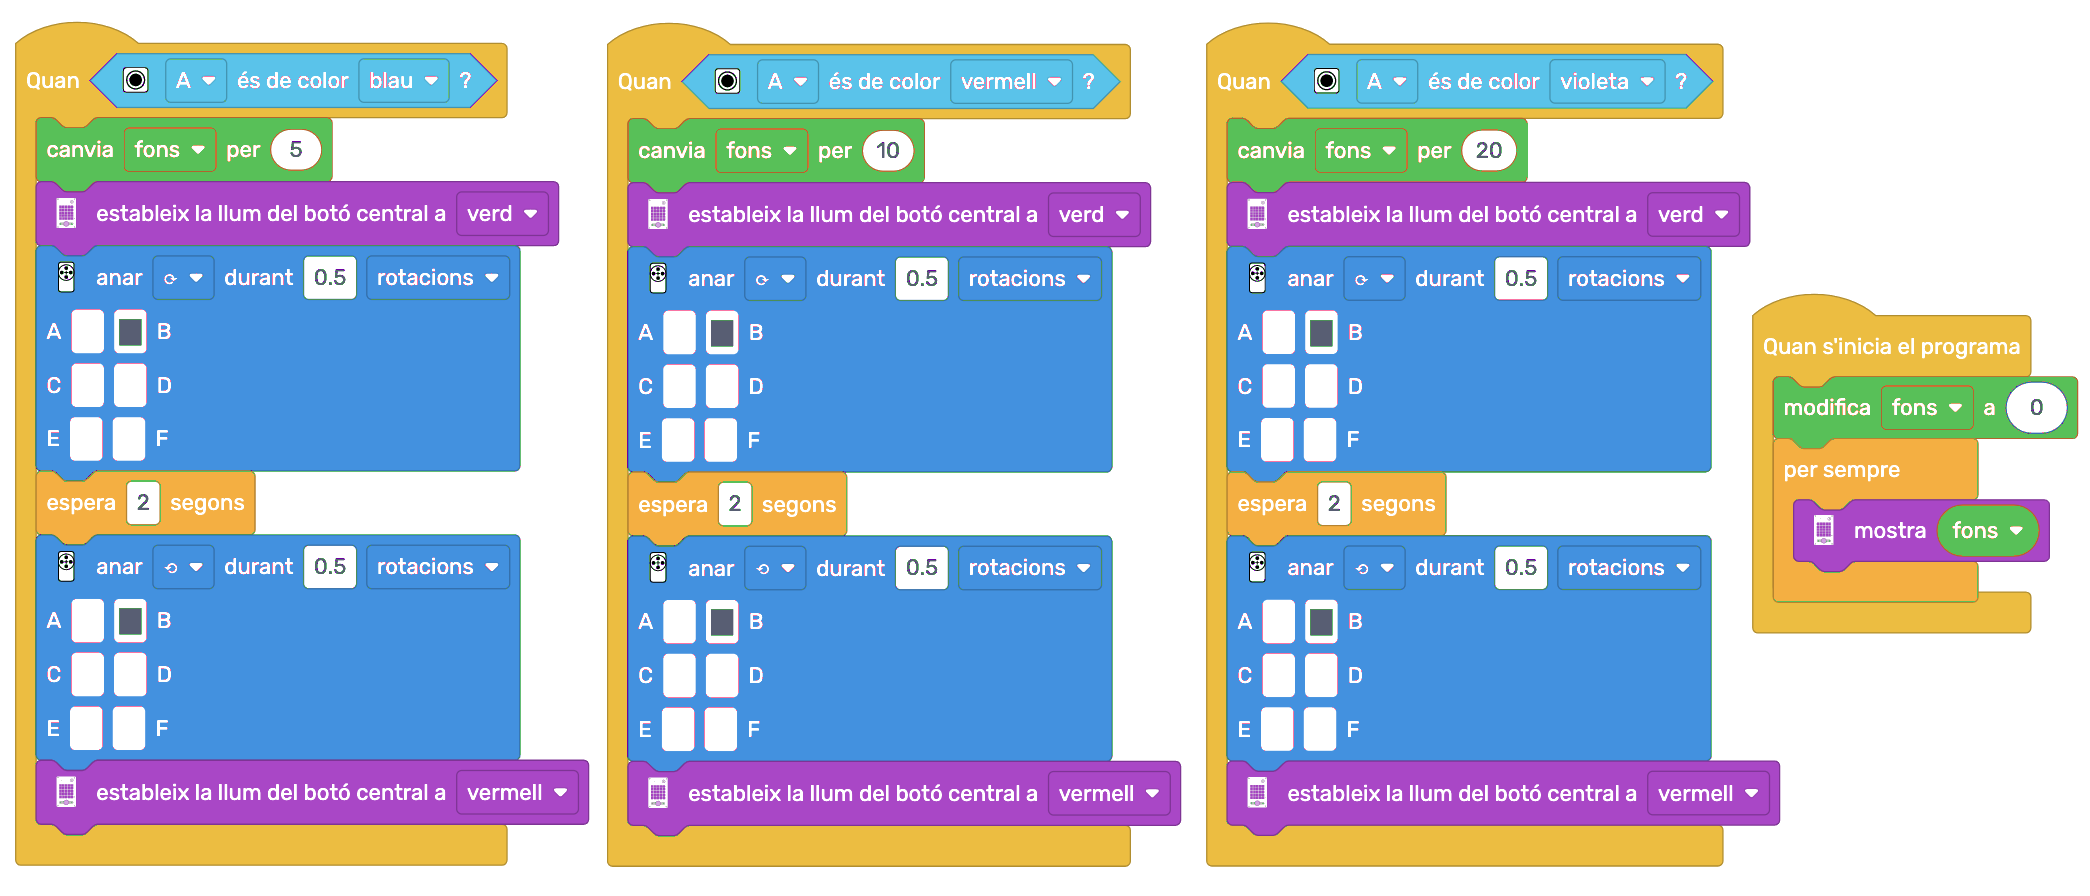 Quan A és de color blau ?
canvia fons per 5
estableix la llum del botó central a verd
anar durant 0.5 rotacions
A B
C D
E F
espera 2 segons
anar durant 0.5 rotacions
A B
C D
E F
estableix la llum del botó central a vermell
Quan A és de color vermell ?
canvia fons per 10
estableix la llum del botó central a verd
anar durant 0.5 rotacions
A B
C D
E F
espera 2 segons
anar durant 0.5 rotacions
A B
C D
E F
estableix la llum del botó central a vermell
Quan A és de color violeta ?
canvia fons per 20
estableix la llum del botó central a verd
anar durant 0.5 rotacions
A B
C D
E F
espera 2 segons
anar durant 0.5 rotacions
A B
C D
E F
estableix la llum del botó central a vermell
Quan s'inicia el programa
modifica fons a 0
per sempre
mostra fons